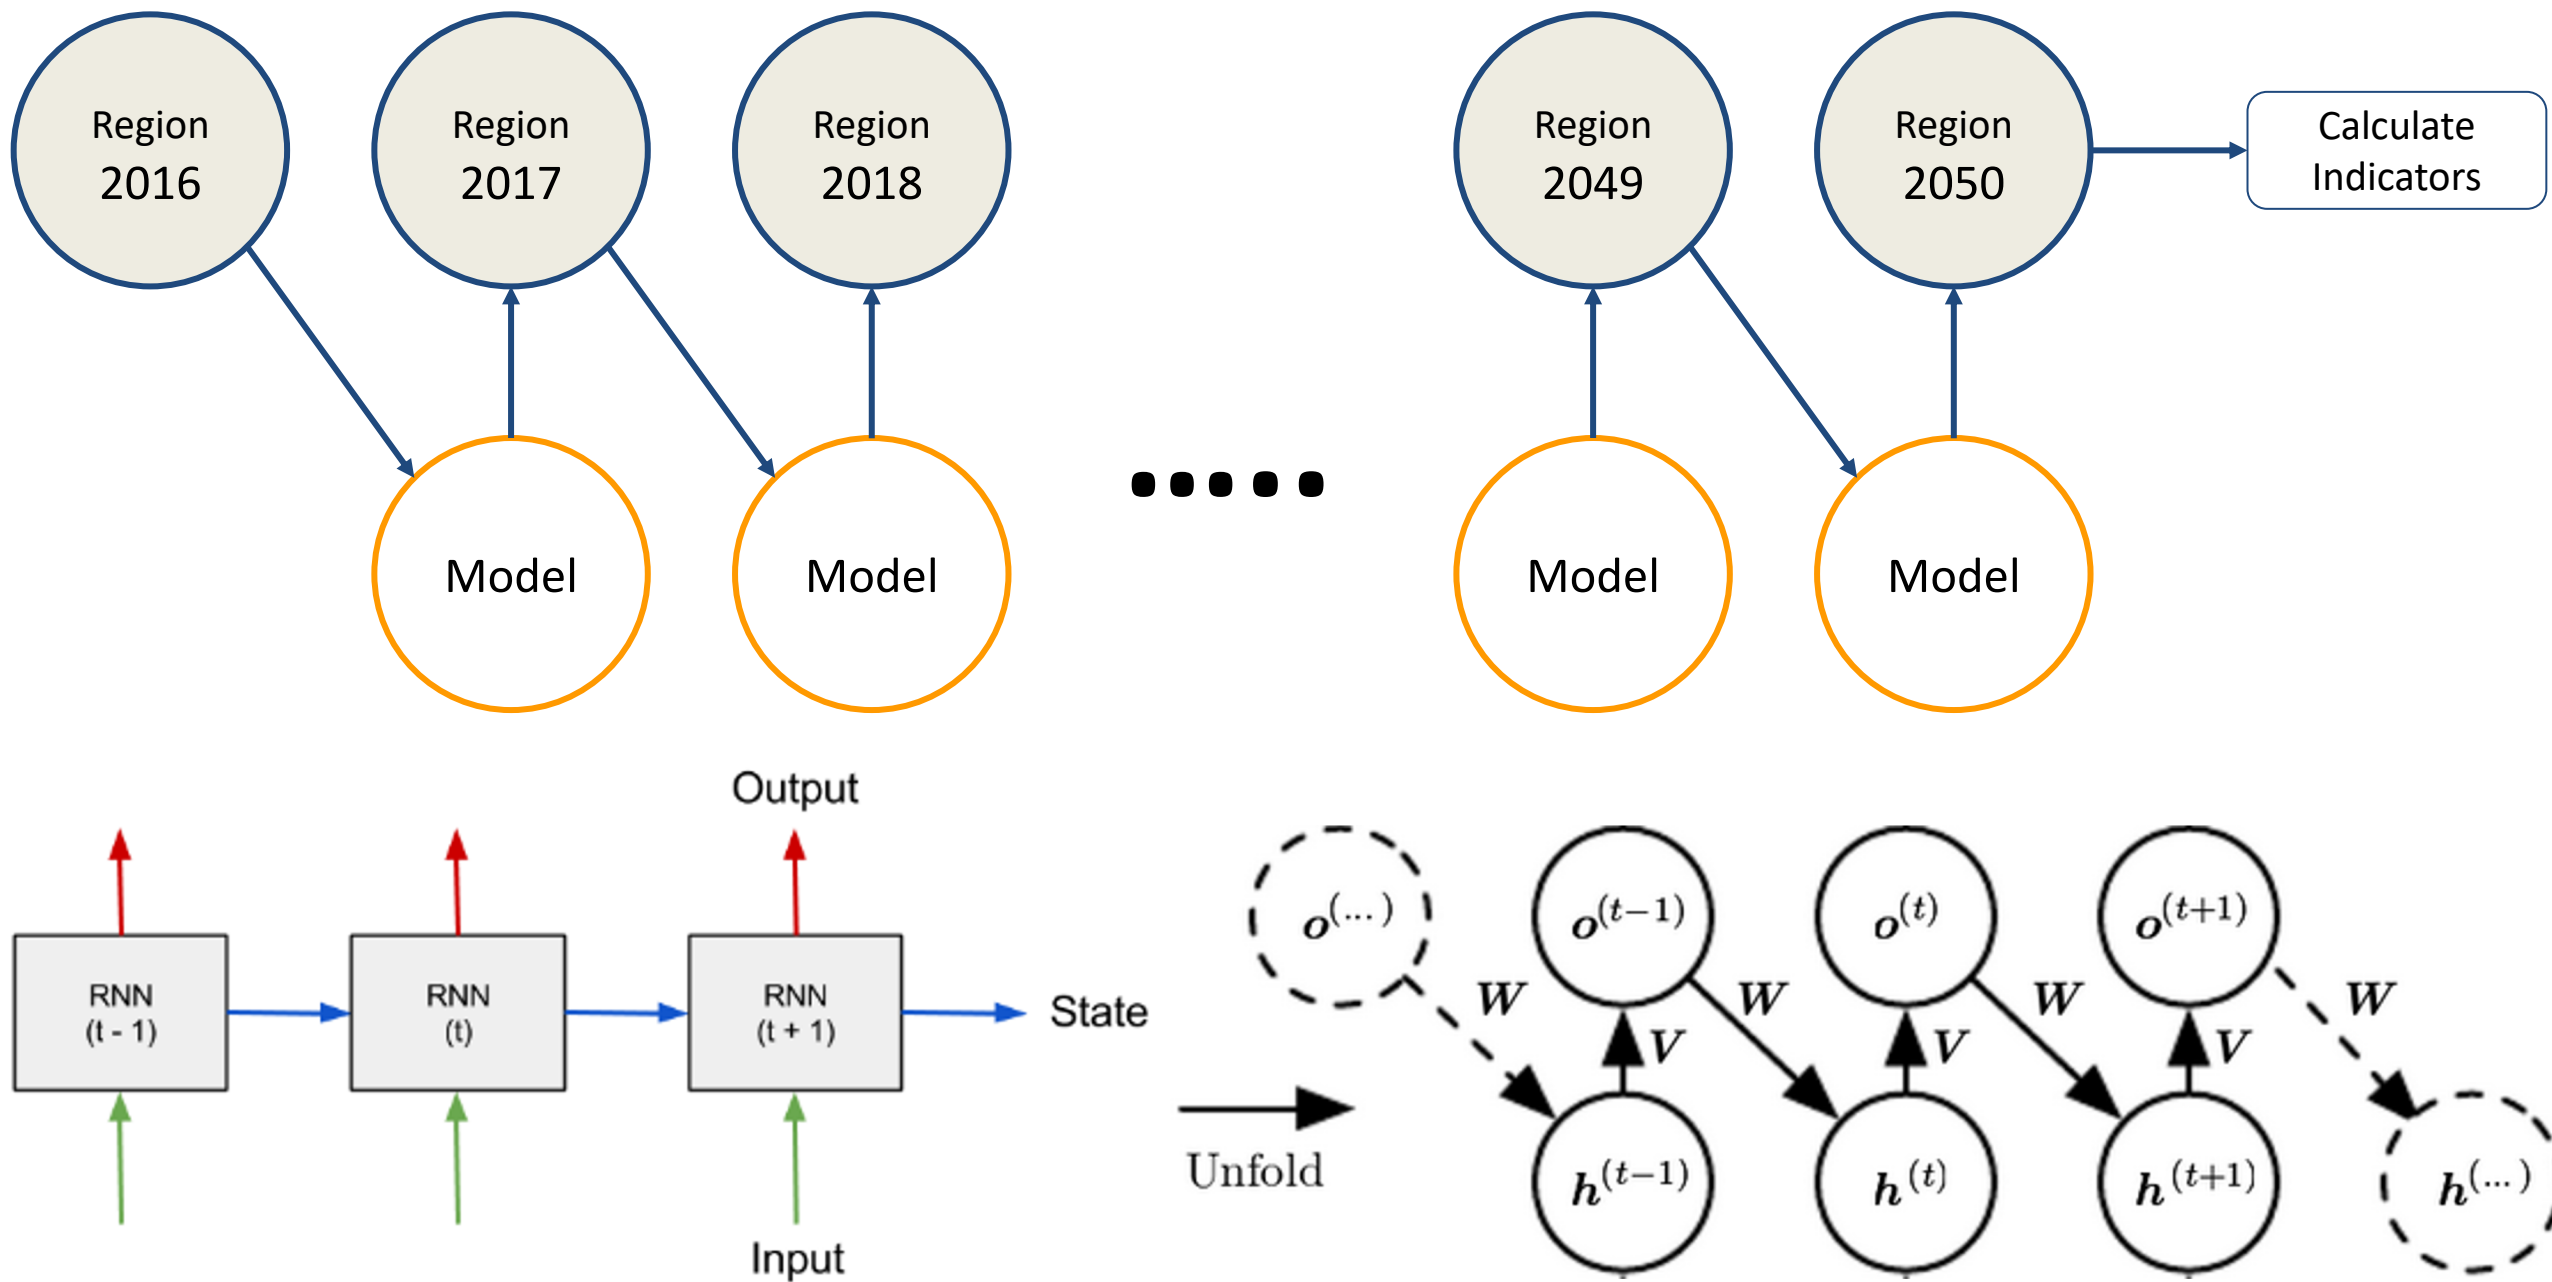 Region
2016
Region
2017
Region
2018
Region
2049
Region
2050
Calculate
Indicators
Model
Model
.....
Model
Model
Output
RNN
(t - 1)
RNN
(t)
RNN
(t + 1)
State
Input
Unfold
o(...)
o(t−1)
o(t)
o(t+1)
W
W
W
W
V
V
V
h(t−1)
h(t)
h(t+1)
h(...)